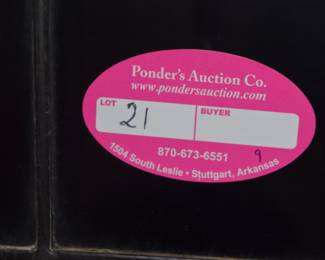 Ponder's Auction Co.
www.pondersauction.com
LOT
BUYER
21
870-673-6551
9
1504 South Leslie • Stuttgart, Arkansas